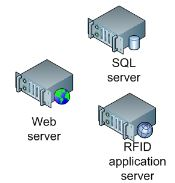 SQL
server
Web
server
RFID
application
server